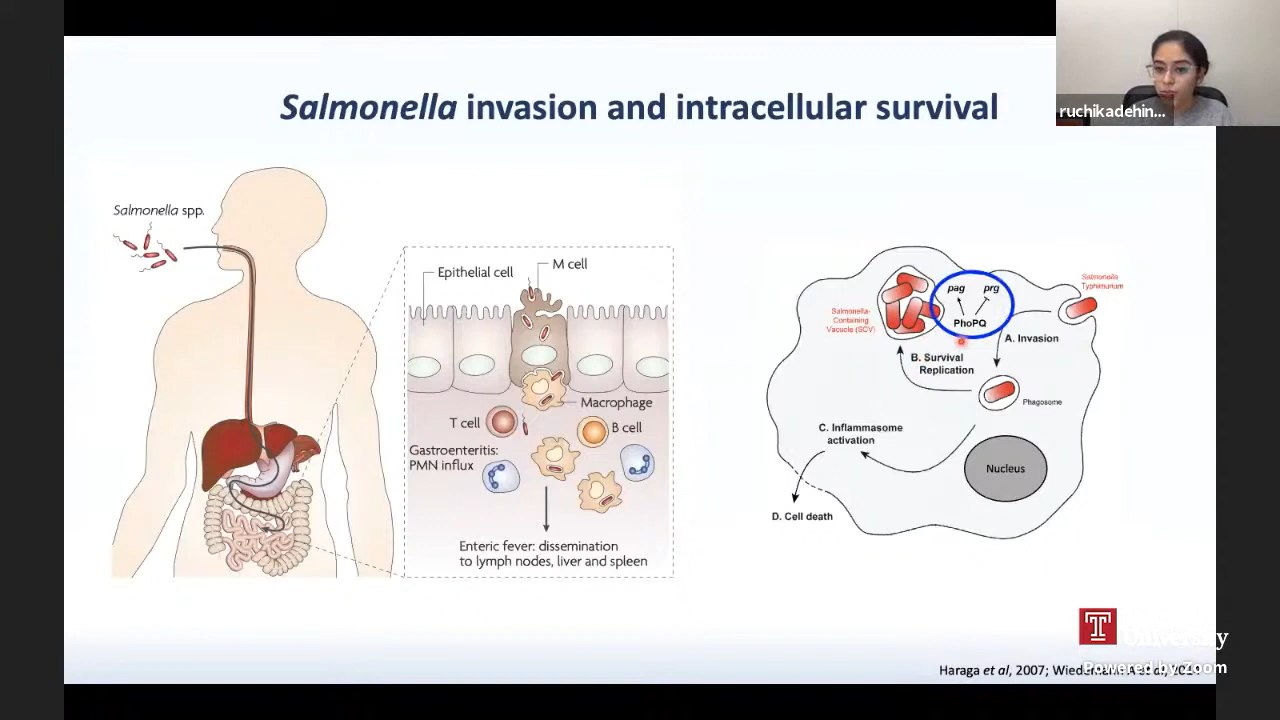 Salmonella invasion and intracellular survival
ruchikadehin...
Salmonella spp.
Epithelial cell
M cell
Macrophage
T cell
B cell
Gastroenteritis:
PMN influx
Enteric fever: dissemination
to lymph nodes, liver and spleen
pag
prg
PhoPQ
Salmonella
Typhimurium
Salmonella-
Containing
Vacuole (SCV)
A. Invasion
B. Survival
Replication
Phagosome
C. Inflammasome
activation
Nucleus
D. Cell death
T
University
Powered by Zoom
Haraga et al, 2007; Wiedemann A et al,